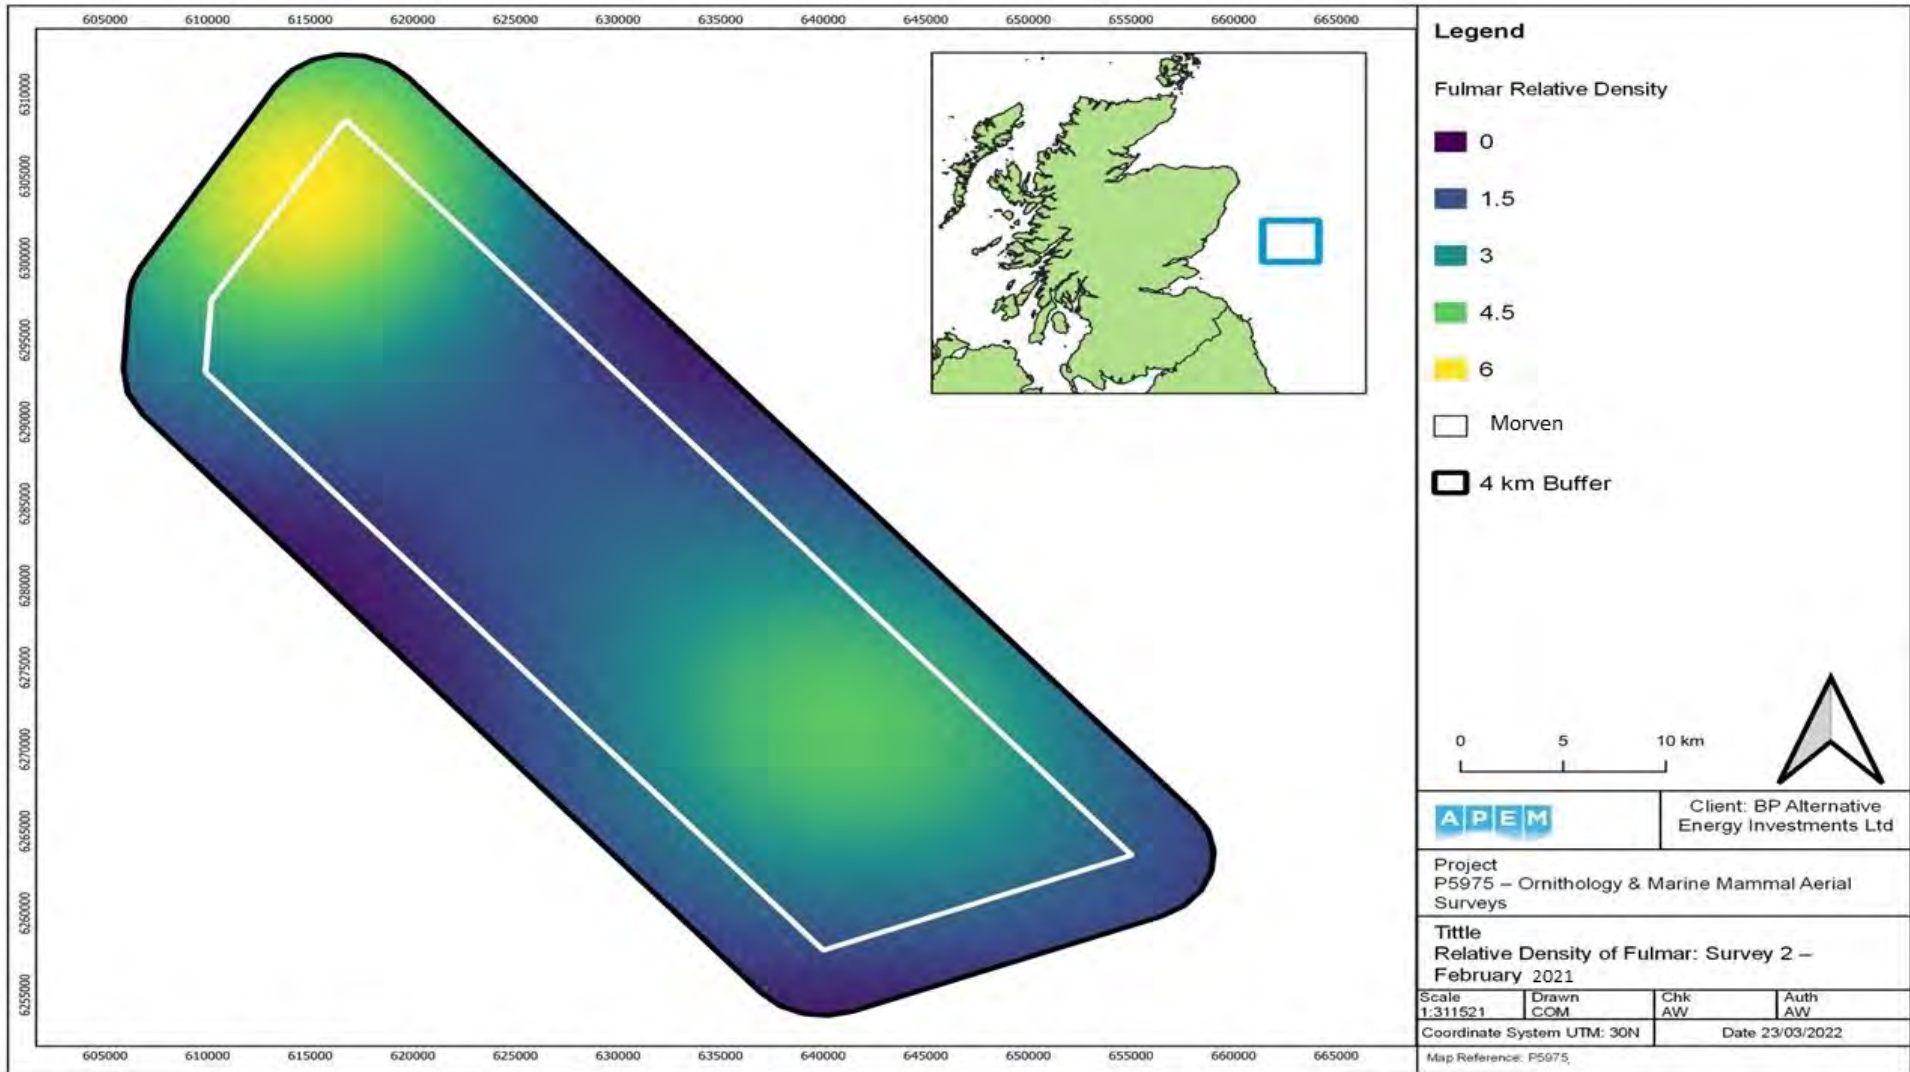 605000 610000 615000 620000 625000 630000 635000 640000 645000 650000 655000 660000 665000
6310000
6305000
6300000
6295000
6290000
6285000
6280000
6275000
6270000
6265000
6260000
6255000
605000 610000 615000 620000 625000 630000 635000 640000 645000 650000 655000 660000 665000
Legend
Fulmar Relative Density
0
1.5
3
4.5
6
Morven
4 km Buffer
0 5 10 km
APEM
Client: BP Alternative
Energy Investments Ltd
Project
P5975 – Ornithology & Marine Mammal Aerial
Surveys
Tittle
Relative Density of Fulmar: Survey 2 –
February 2021
Scale
1:311521
Drawn
COM
Chk
AW
Auth
AW
Coordinate System UTM: 30N
Date 23/03/2022
Map Reference: P5975